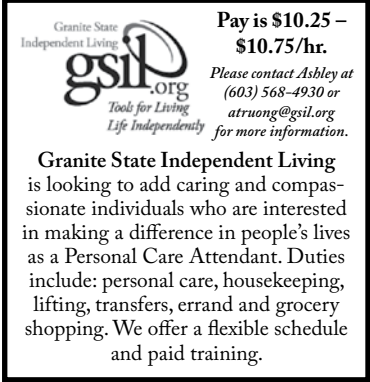 Granite State
Independent Living
gsil.org
Tools for Living
Life Independently
Pay is $10.25 –
$10.75/hr.
Please contact Ashley at
(603) 568-4930 or
atruong@gsil.org
for more information.
Granite State Independent Living
is looking to add caring and compas-
sionate individuals who are interested
in making a difference in people’s lives
as a Personal Care Attendant. Duties
include: personal care, housekeeping,
lifting, transfers, errand and grocery
shopping. We offer a flexible schedule
and paid training.